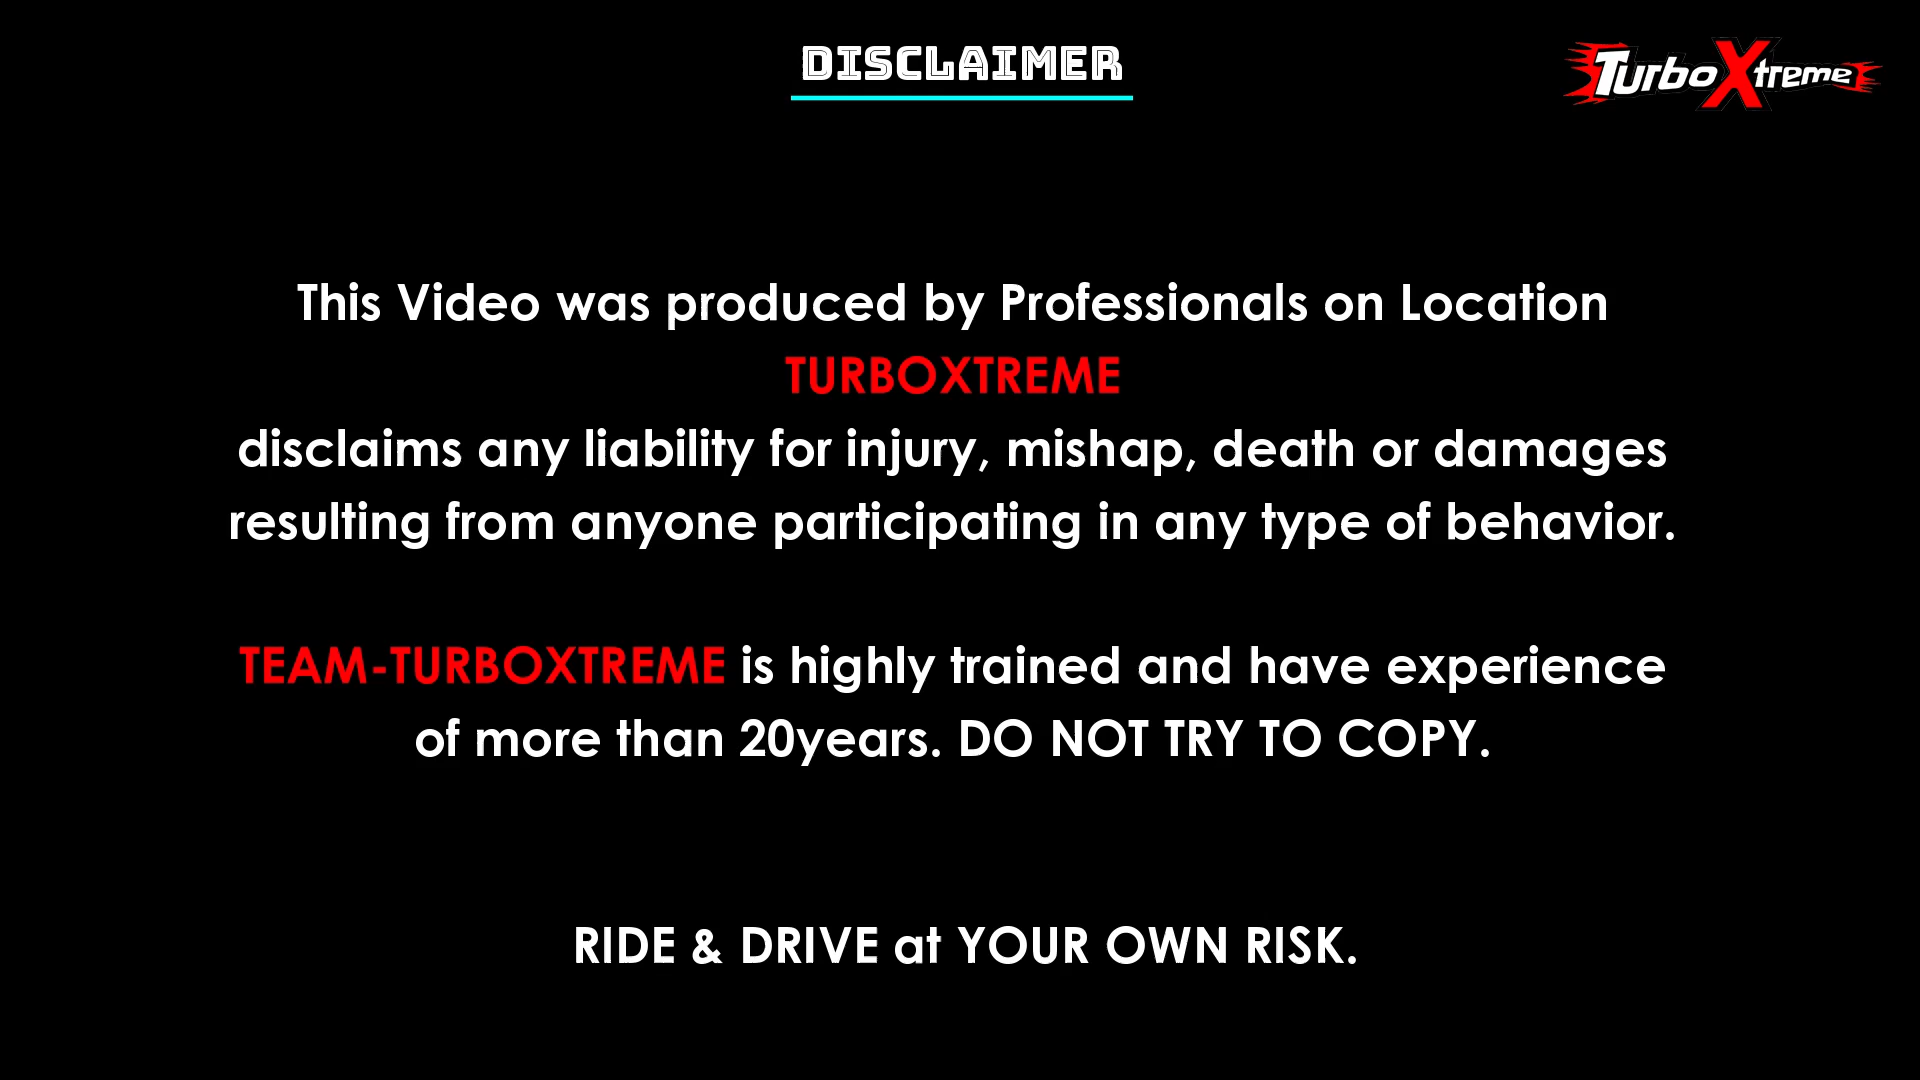 DISCLAIMER
TurboXtreme
This Video was produced by Professionals on Location
TURBOXTREME
disclaims any liability for injury, mishap, death or damages
resulting from anyone participating in any type of behavior.
TEAM-TURBOXTREME is highly trained and have experience
of more than 20years. DO NOT TRY TO COPY.
RIDE & DRIVE at YOUR OWN RISK.